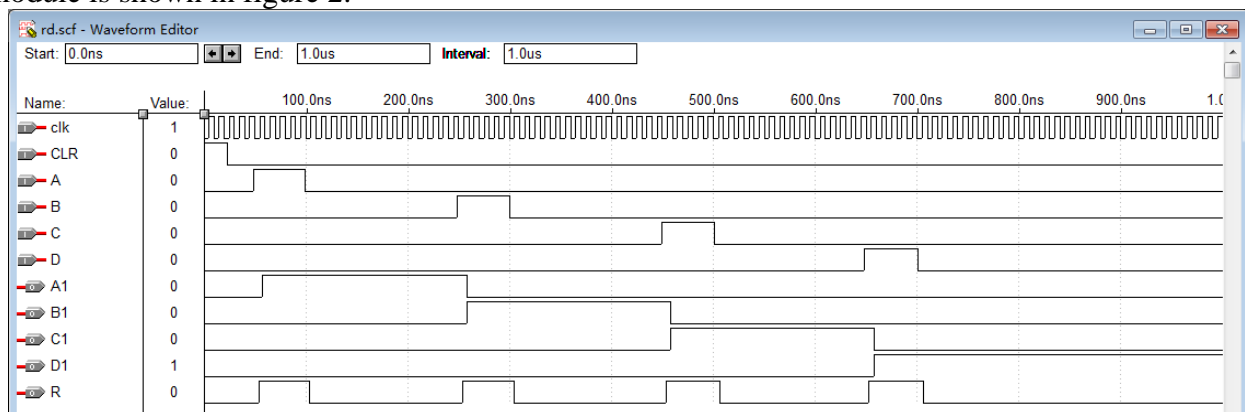 module is shown in figure 2.
rd.scf - Waveform Editor
Start: 0.0ns End: 1.0us Interval: 1.0us
Name: Value: 100.0ns 200.0ns 300.0ns 400.0ns 500.0ns 600.0ns 700.0ns 800.0ns 900.0ns 1.0
clk 1
CLR 0
A 0
B 0
C 0
D 0
A1 0
B1 0
C1 0
D1 1
R 0